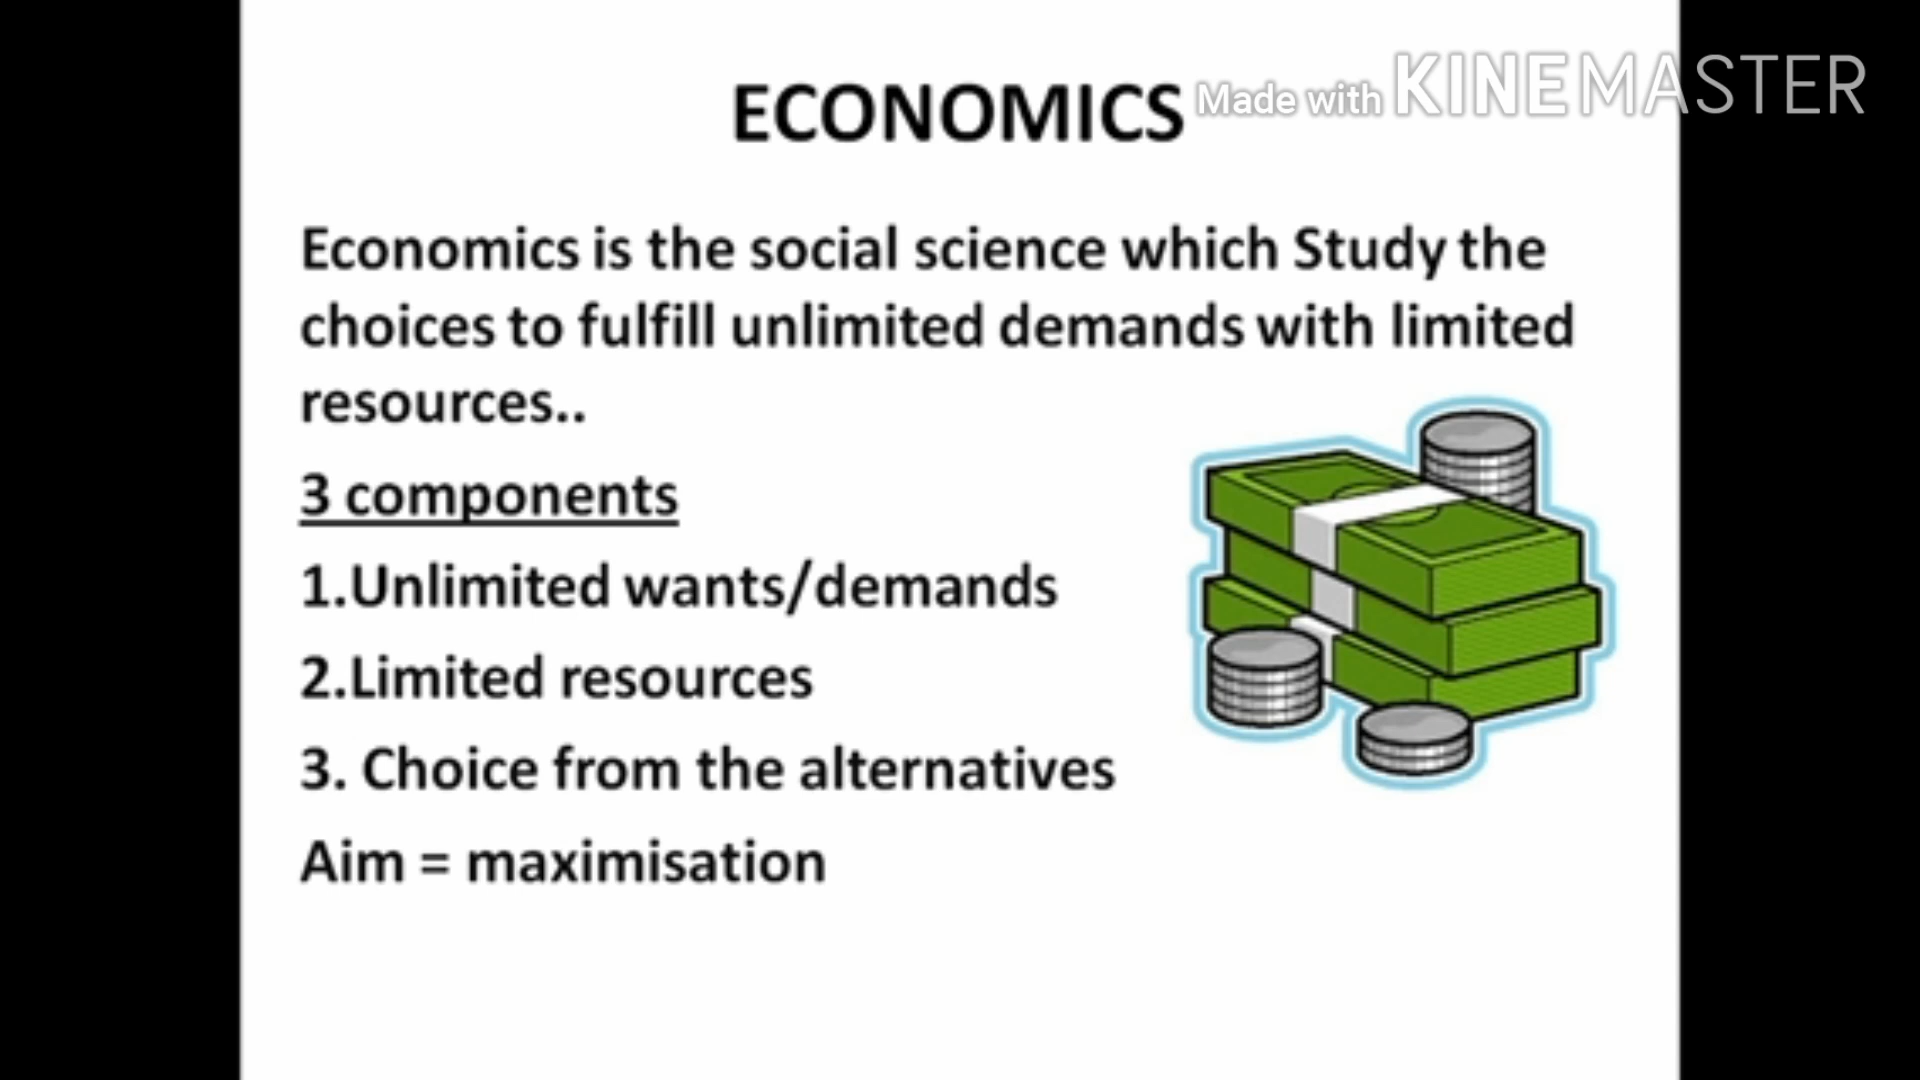 ECONOMICS
Made with KINEMASTER
Economics is the social science which Study the
choices to fulfill unlimited demands with limited
resources..
3 components
1.Unlimited wants/demands
2.Limited resources
3. Choice from the alternatives
Aim = maximisation